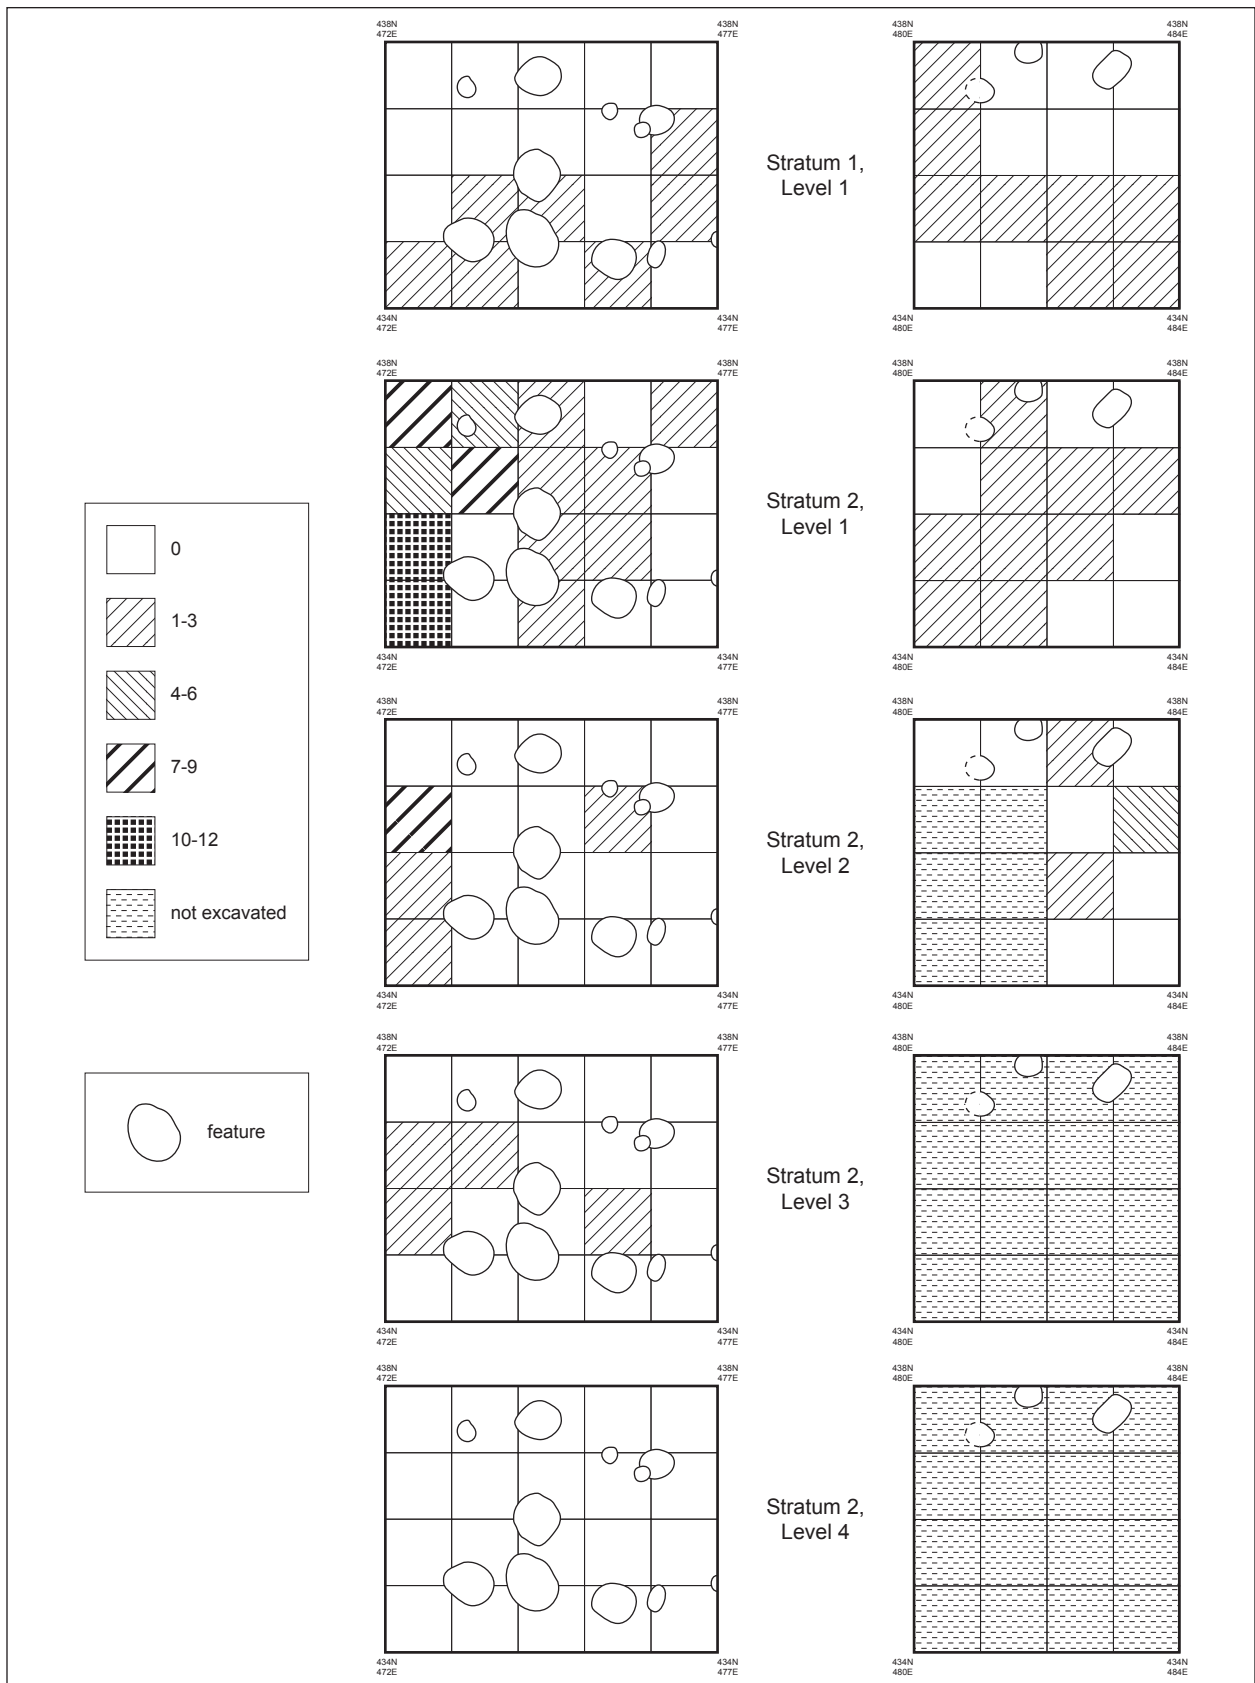 438N
472E
438N
477E
438N
480E
438N
484E
Stratum 1,
Level 1
434N
472E
434N
477E
434N
480E
434N
484E
438N
472E
438N
477E
438N
480E
438N
484E
Stratum 2,
Level 1
434N
472E
434N
477E
434N
480E
434N
484E
0
1-3
4-6
7-9
10-12
not excavated
438N
472E
438N
477E
438N
480E
438N
484E
Stratum 2,
Level 2
434N
472E
434N
477E
434N
480E
434N
484E
feature
438N
472E
438N
477E
438N
480E
438N
484E
Stratum 2,
Level 3
434N
472E
434N
477E
434N
480E
434N
484E
438N
472E
438N
477E
438N
480E
438N
484E
Stratum 2,
Level 4
434N
472E
434N
477E
434N
480E
434N
484E